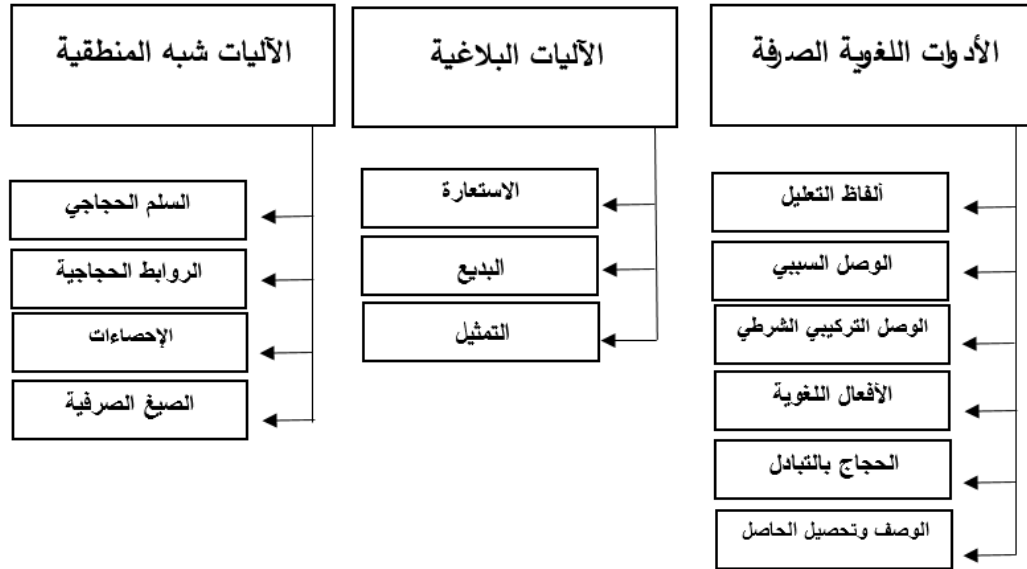 الأدوات اللغوية الصرفة
ألفاظ التعليل
الوصل السببي
الوصل التركيبي الشرطي
الأفعال اللغوية
الحجاج بالتبادل
الوصف وتحصيل الحاصل
الآليات البلاغية
الاستعارة
البديع
التمثيل
الآليات شبه المنطقية
السلم الحجاجي
الروابط الحجاجية
الإحصاءات
الصيغ الصرفية